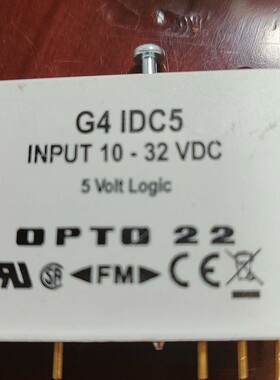 G4 IDC5
INPUT 10 - 32 VDC
5 Volt Logic
OPTO 22
FM CE